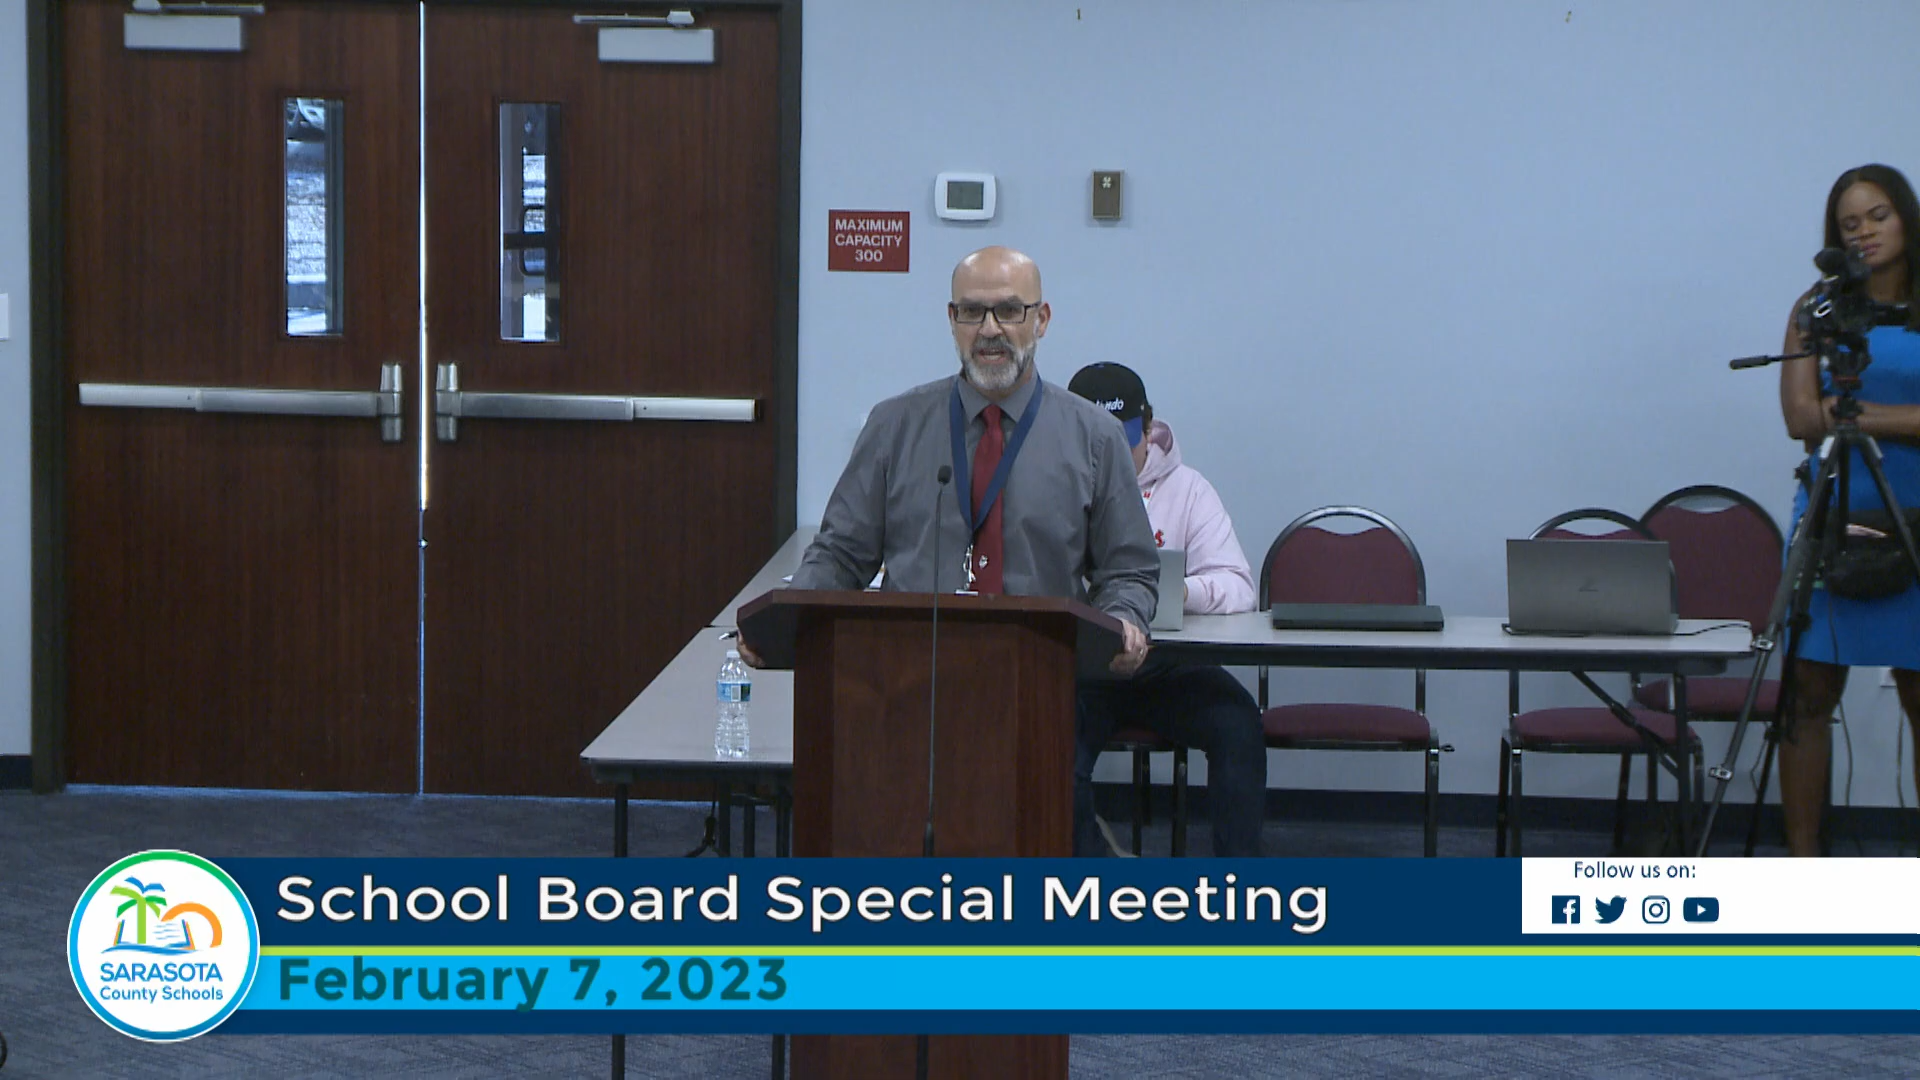 MAXIMUM
CAPACITY
300
School Board Special Meeting
February 7, 2023
SARASOTA
County Schools
Follow us on: